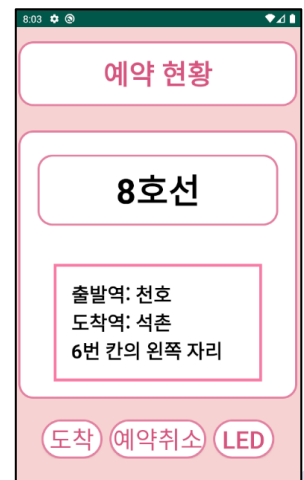 8:03
예약 현황
8호선
출발역: 천호
도착역: 석촌
6번 칸의 왼쪽 자리
도착 예약취소 LED